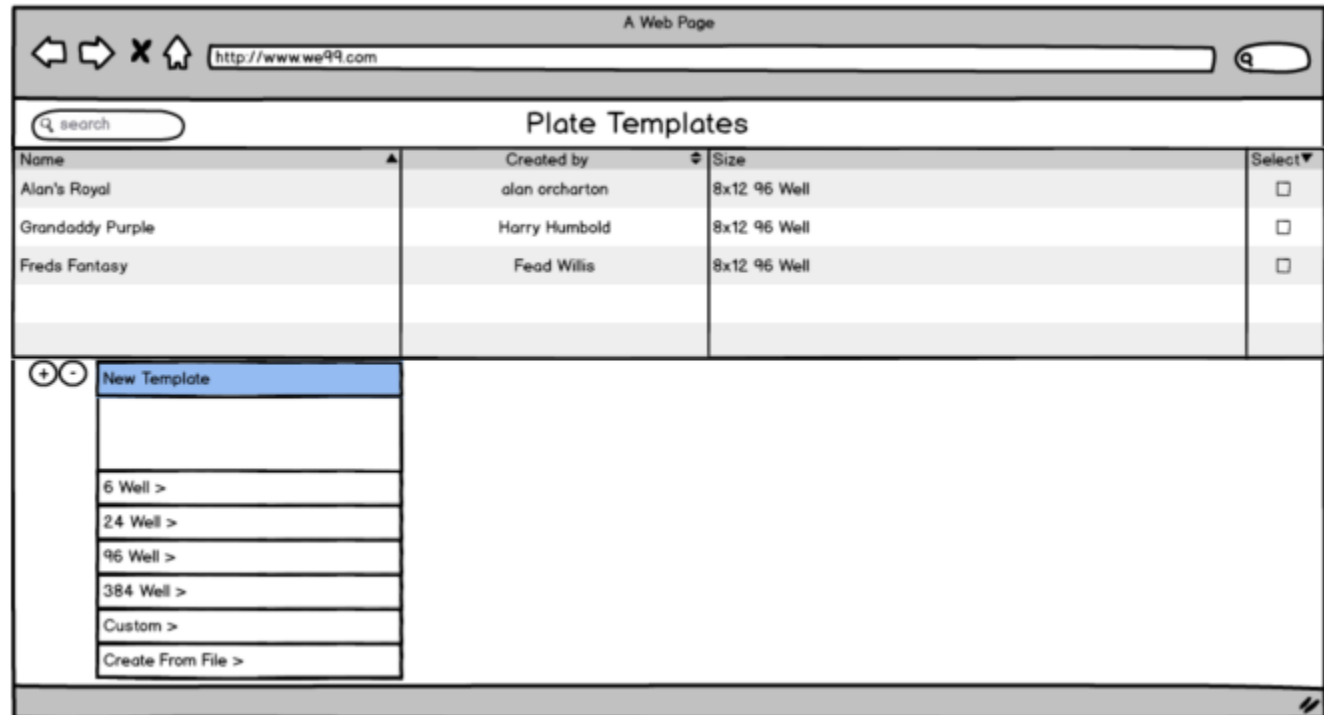 A Web Page
http://www.we99.com
search
Plate Templates
Name Created by Size Select
Alan's Royal alan orcharton 8x12 96 Well
Grandaddy Purple Harry Humbold 8x12 96 Well
Freds Fantasy Fead Willis 8x12 96 Well
New Template
6 Well >
24 Well >
96 Well >
384 Well >
Custom >
Create From File >